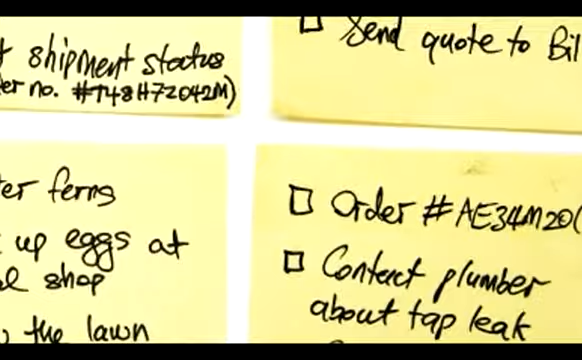 shipment status
no. #T48H72042M)
Send quote to
ferns
up eggs at
shop
the lawn
☐ Order #AE34M20
☐ Contact plumber
about tap leak